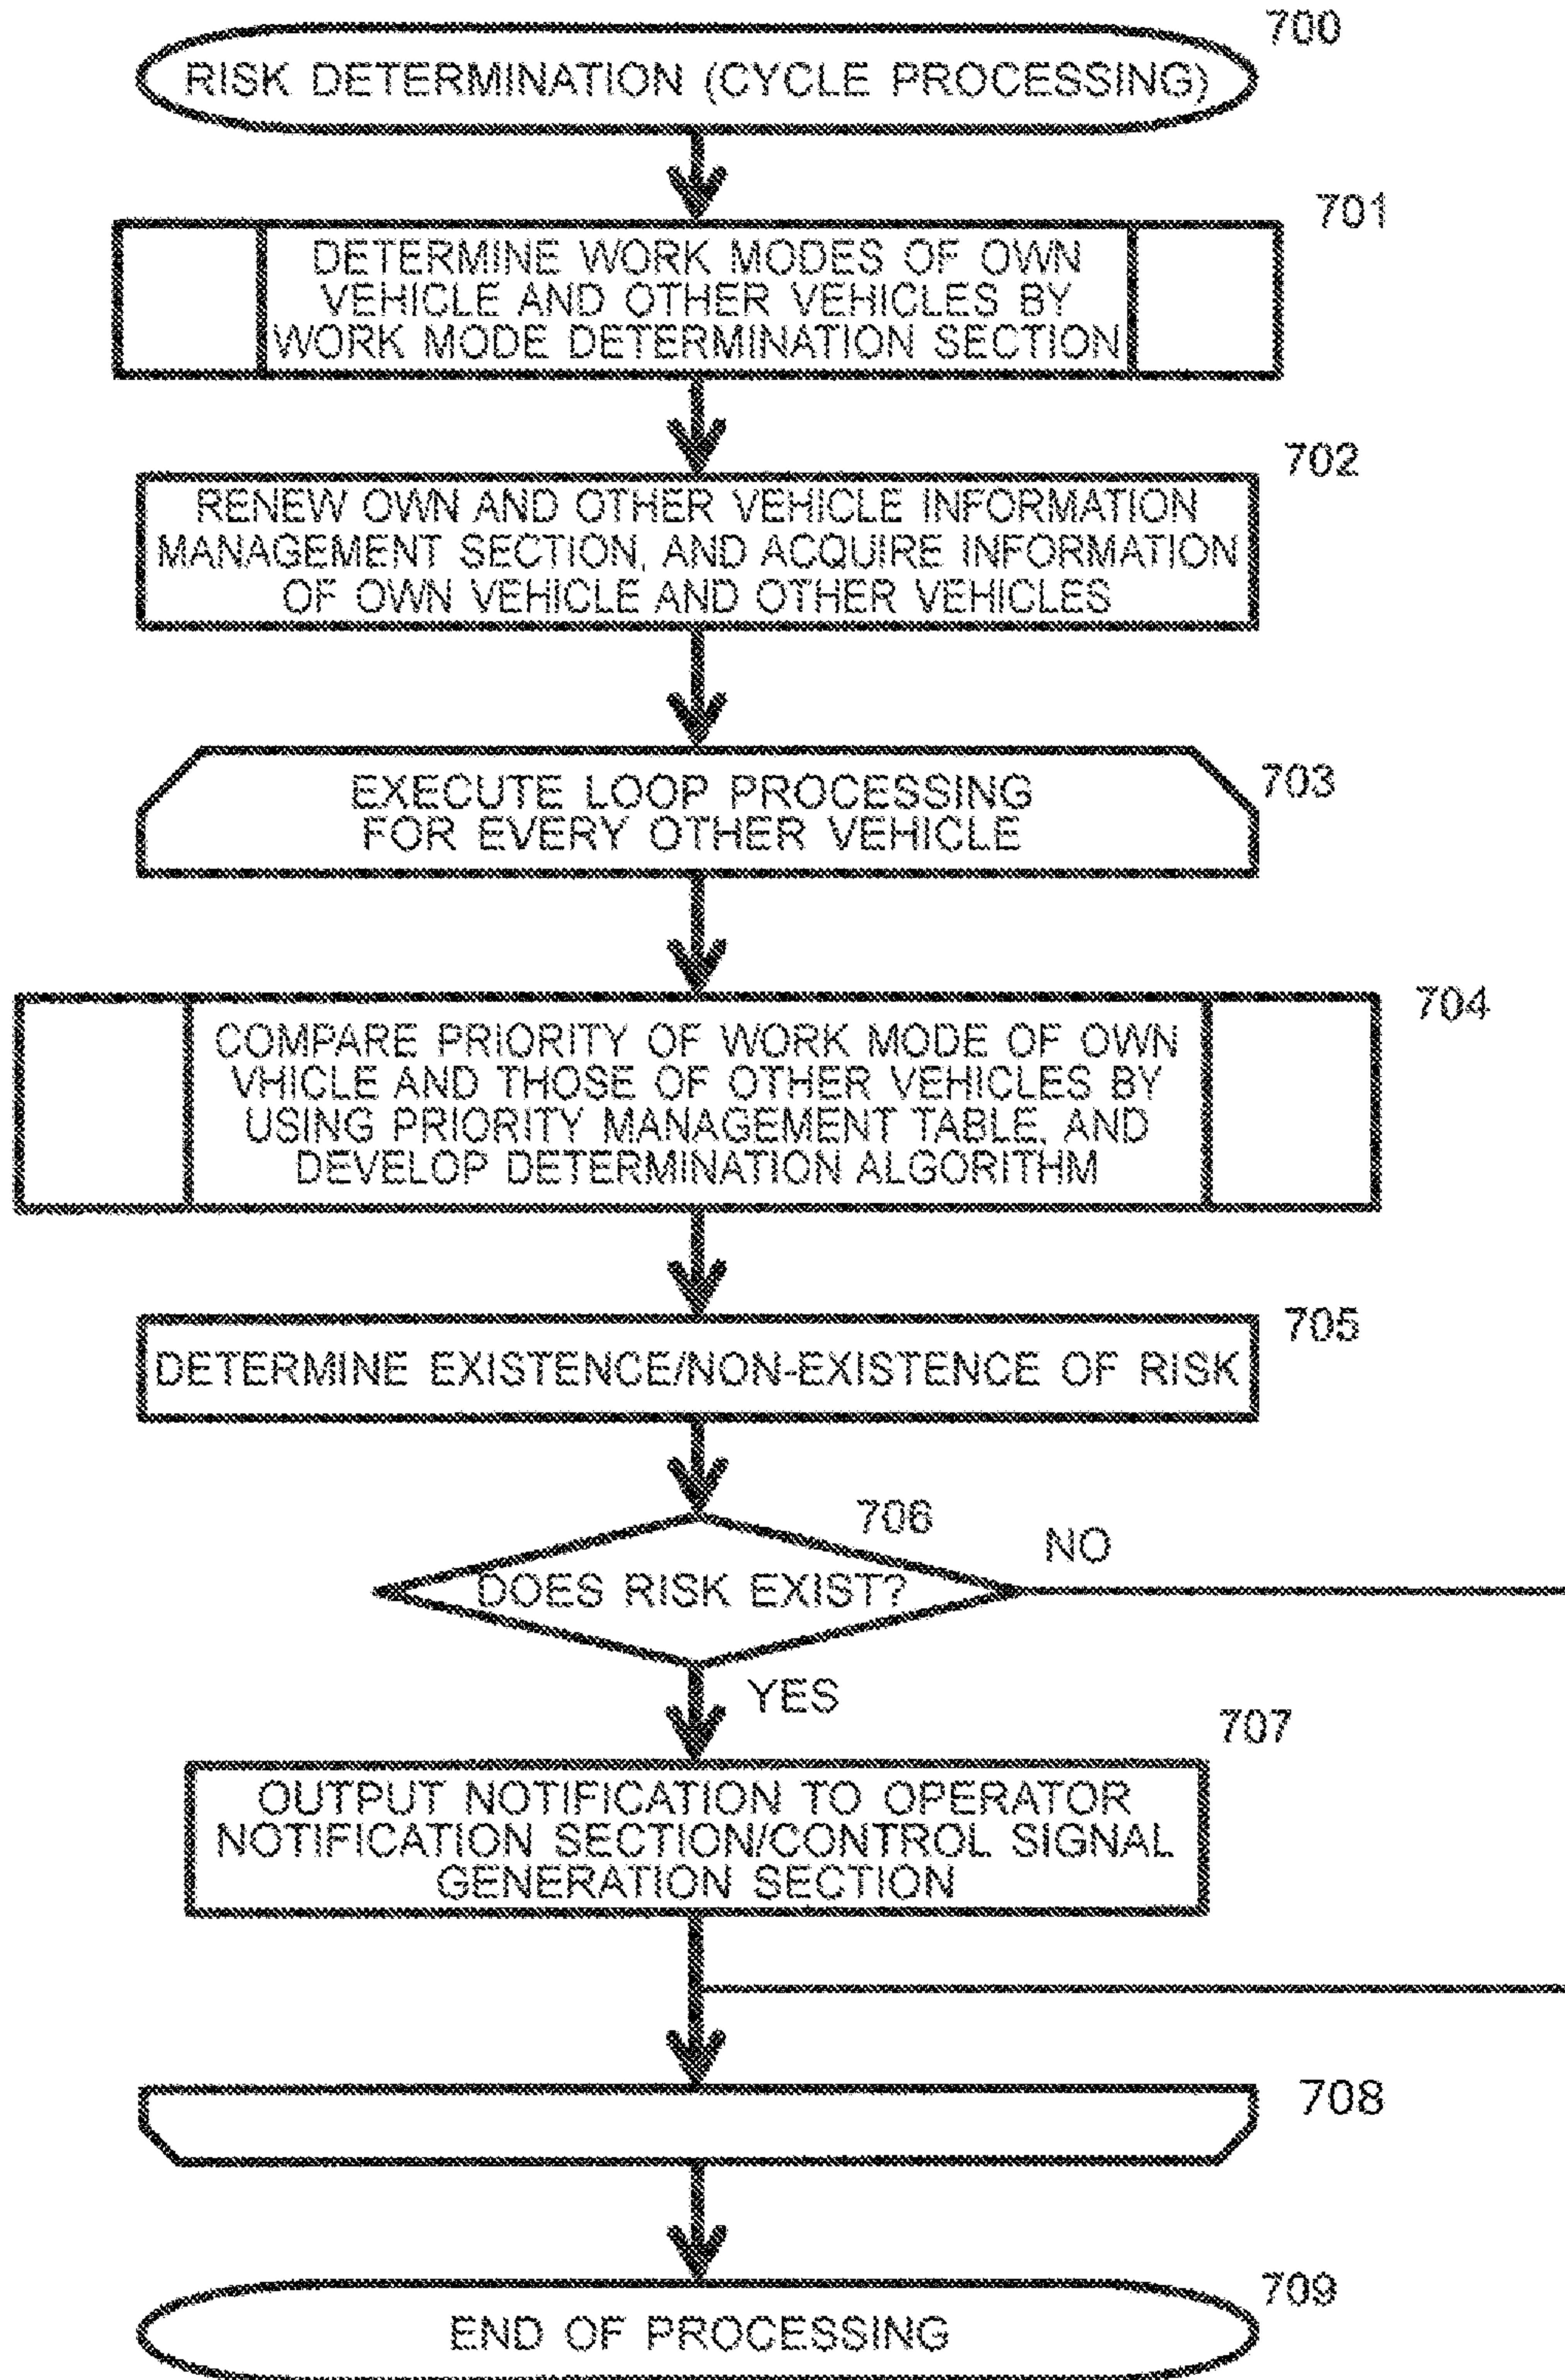 700
RISK DETERMINATION (CYCLE PROCESSING)
701
DETERMINE WORK MODES OF OWN
VEHICLE AND OTHER VEHICLES BY
WORK MODE DETERMINATION SECTION
702
RENEW OWN AND OTHER VEHICLE INFORMATION
MANAGEMENT SECTION, AND ACQUIRE INFORMATION
OF OWN VEHICLE AND OTHER VEHICLES
703
EXECUTE LOOP PROCESSING
FOR EVERY OTHER VEHICLE
704
COMPARE PRIORITY OF WORK MODE OF OWN
VHICLE AND THOSE OF OTHER VEHICLES BY
USING PRIORITY MANAGEMENT TABLE, AND
DEVELOP DETERMINATION ALGORITHM
705
DETERMINE EXISTENCE/NON-EXISTENCE OF RISK
706
NO
DOES RISK EXIST?
YES
707
OUTPUT NOTIFICATION TO OPERATOR
NOTIFICATION SECTION/CONTROL SIGNAL
GENERATION SECTION
708
709
END OF PROCESSING